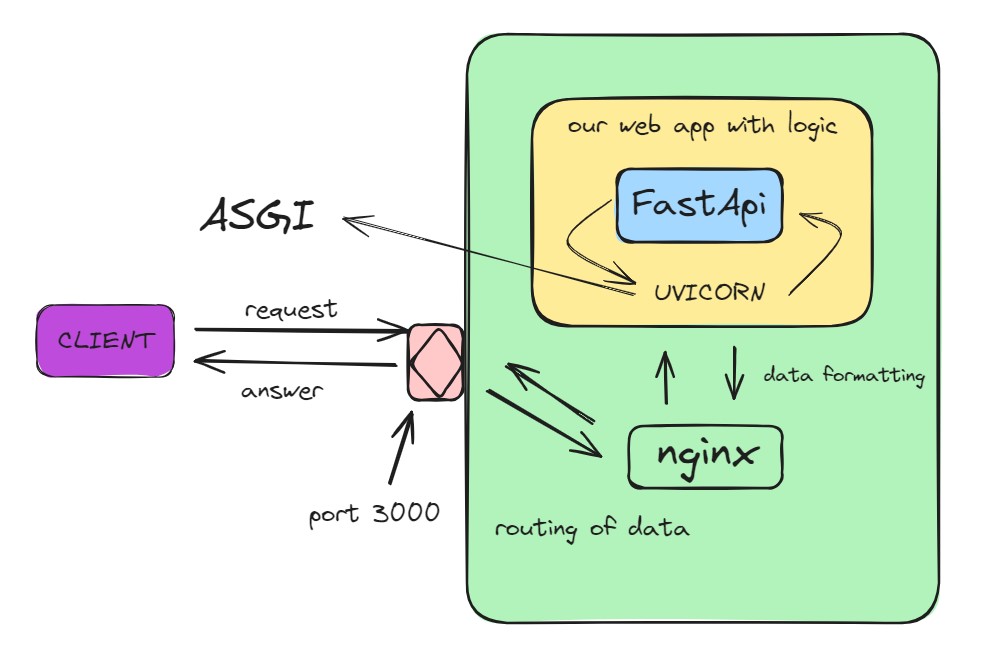 our web app with logic
FastApi
ASGI
UVICORN
request
CLIENT
answer
data formatting
nginx
port 3000
routing of data